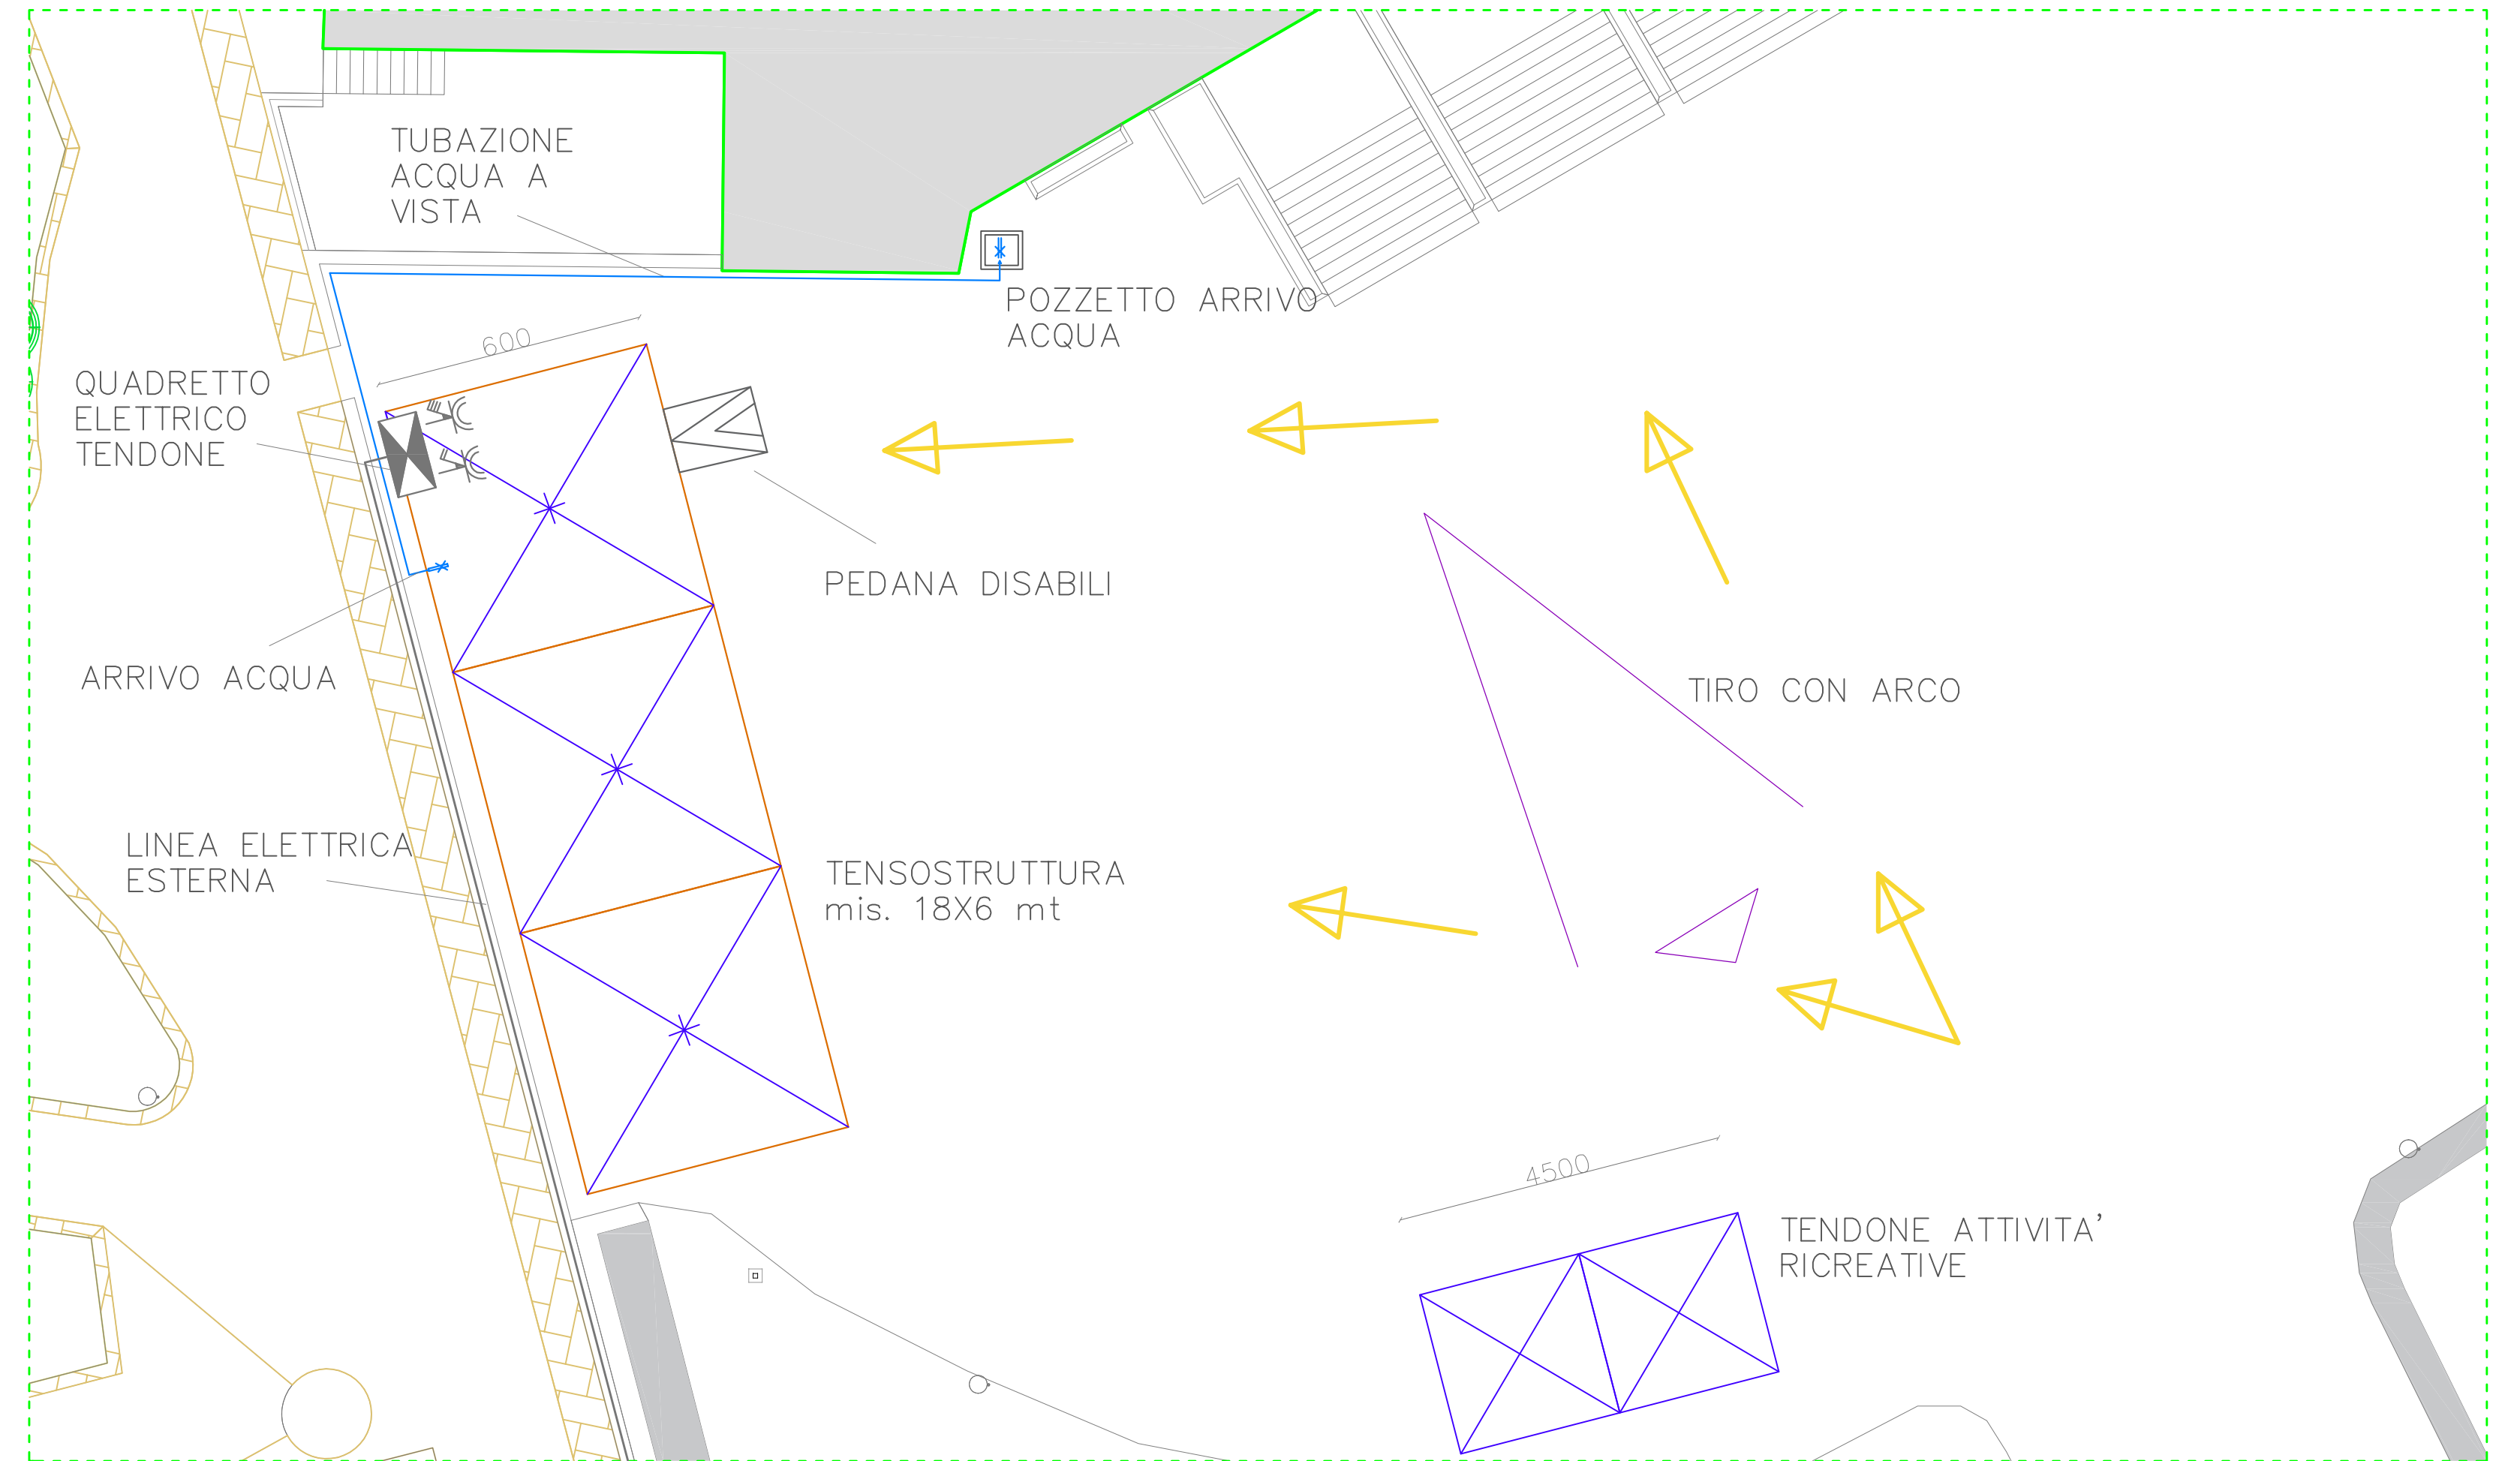 TUBAZIONE
ACQUA A
VISTA
POZZETTO ARRIVO
ACQUA
600
QUADRETTO
ELETTRICO
TENDONE
PEDANA DISABILI
ARRIVO ACQUA
TIRO CON ARCO
LINEA ELETTRICA
ESTERNA
TENSOSTRUTTURA
mis. 18X6 mt
4500
TENDONE ATTIVITA'
RICREATIVE